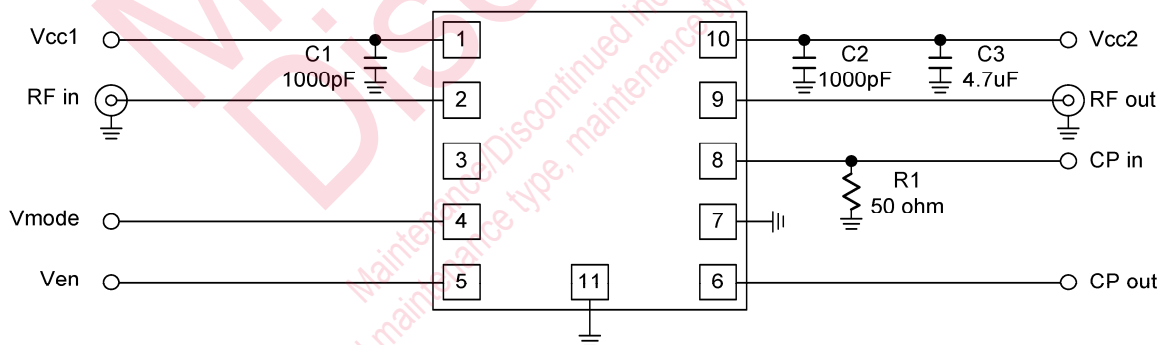 Vcc1
C1
1000pF
1
10
C2
1000pF
C3
4.7uF
Vcc2
RF in
2
9
RF out
3
8
CP in
R1
50 ohm
Vmode
4
7
Ven
5
11
6
CP out
Maintenance/Discontinued inc
maintenance type, maintenance typ